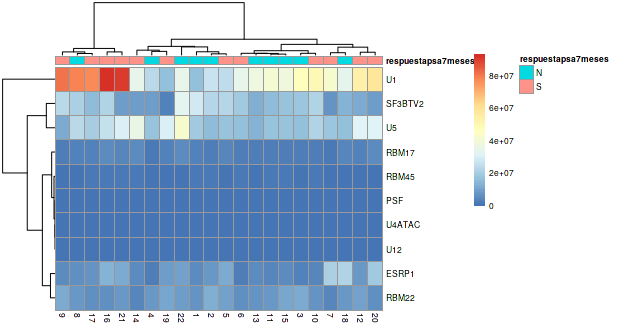 respuestapsa7meses
U1
SF3BTV2
U5
RBM17
RBM45
PSF
U4ATAC
U12
ESRP1
RBM22
9 8 17 16 21 14 4 19 22 1 2 5 6 13 11 15 3 10 7 18 12 20
8e+07
6e+07
4e+07
2e+07
0
respuestapsa7meses
N
S